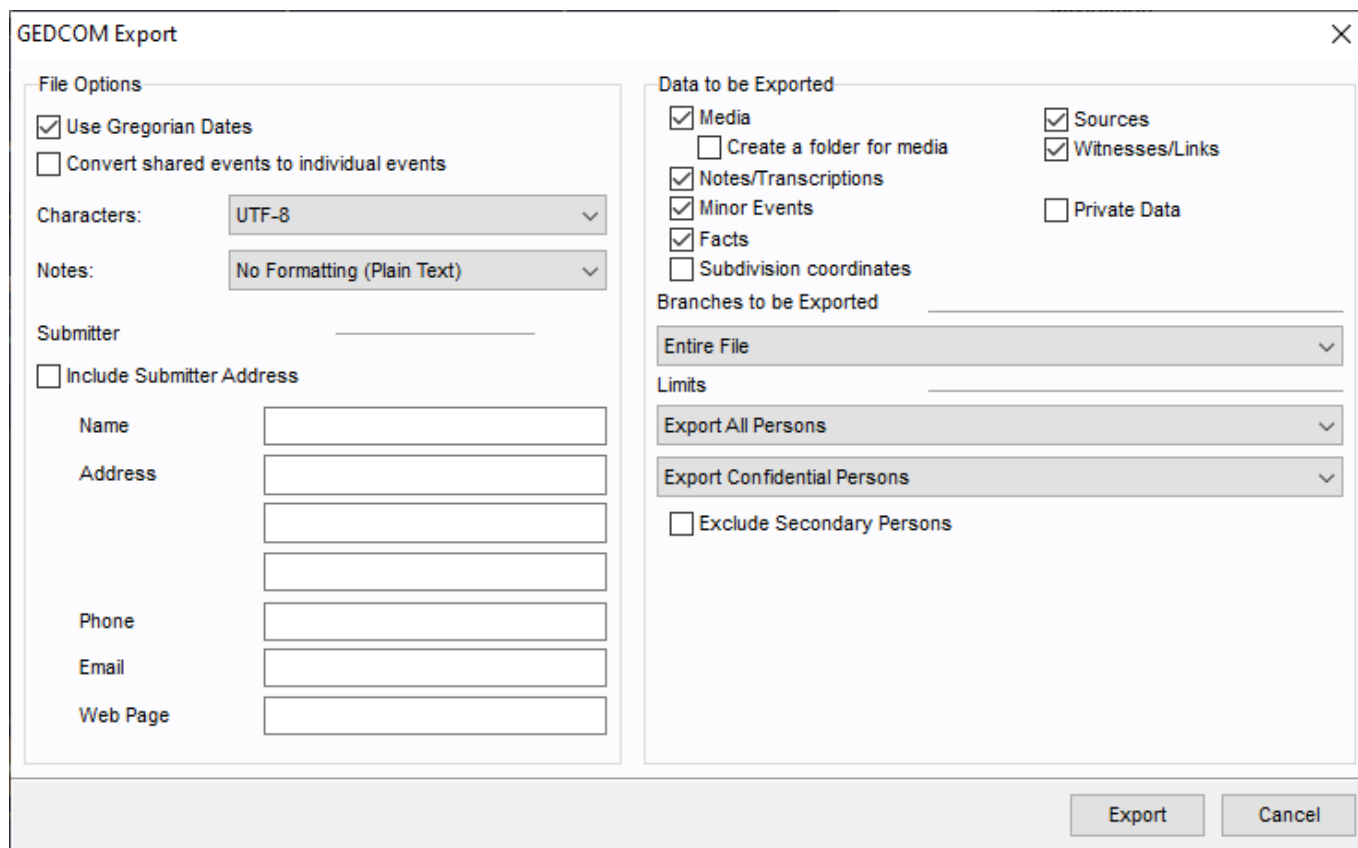 GEDCOM Export
File Options
Use Gregorian Dates
Convert shared events to individual events
Characters: UTF-8
Notes: No Formatting (Plain Text)
Submitter
Include Submitter Address
Name
Address
Phone
Email
Web Page
Data to be Exported
Media
Create a folder for media
Notes/Transcriptions
Minor Events
Facts
Subdivision coordinates
Sources
Witnesses/Links
Private Data
Branches to be Exported
Entire File
Limits
Export All Persons
Export Confidential Persons
Exclude Secondary Persons
Export Cancel